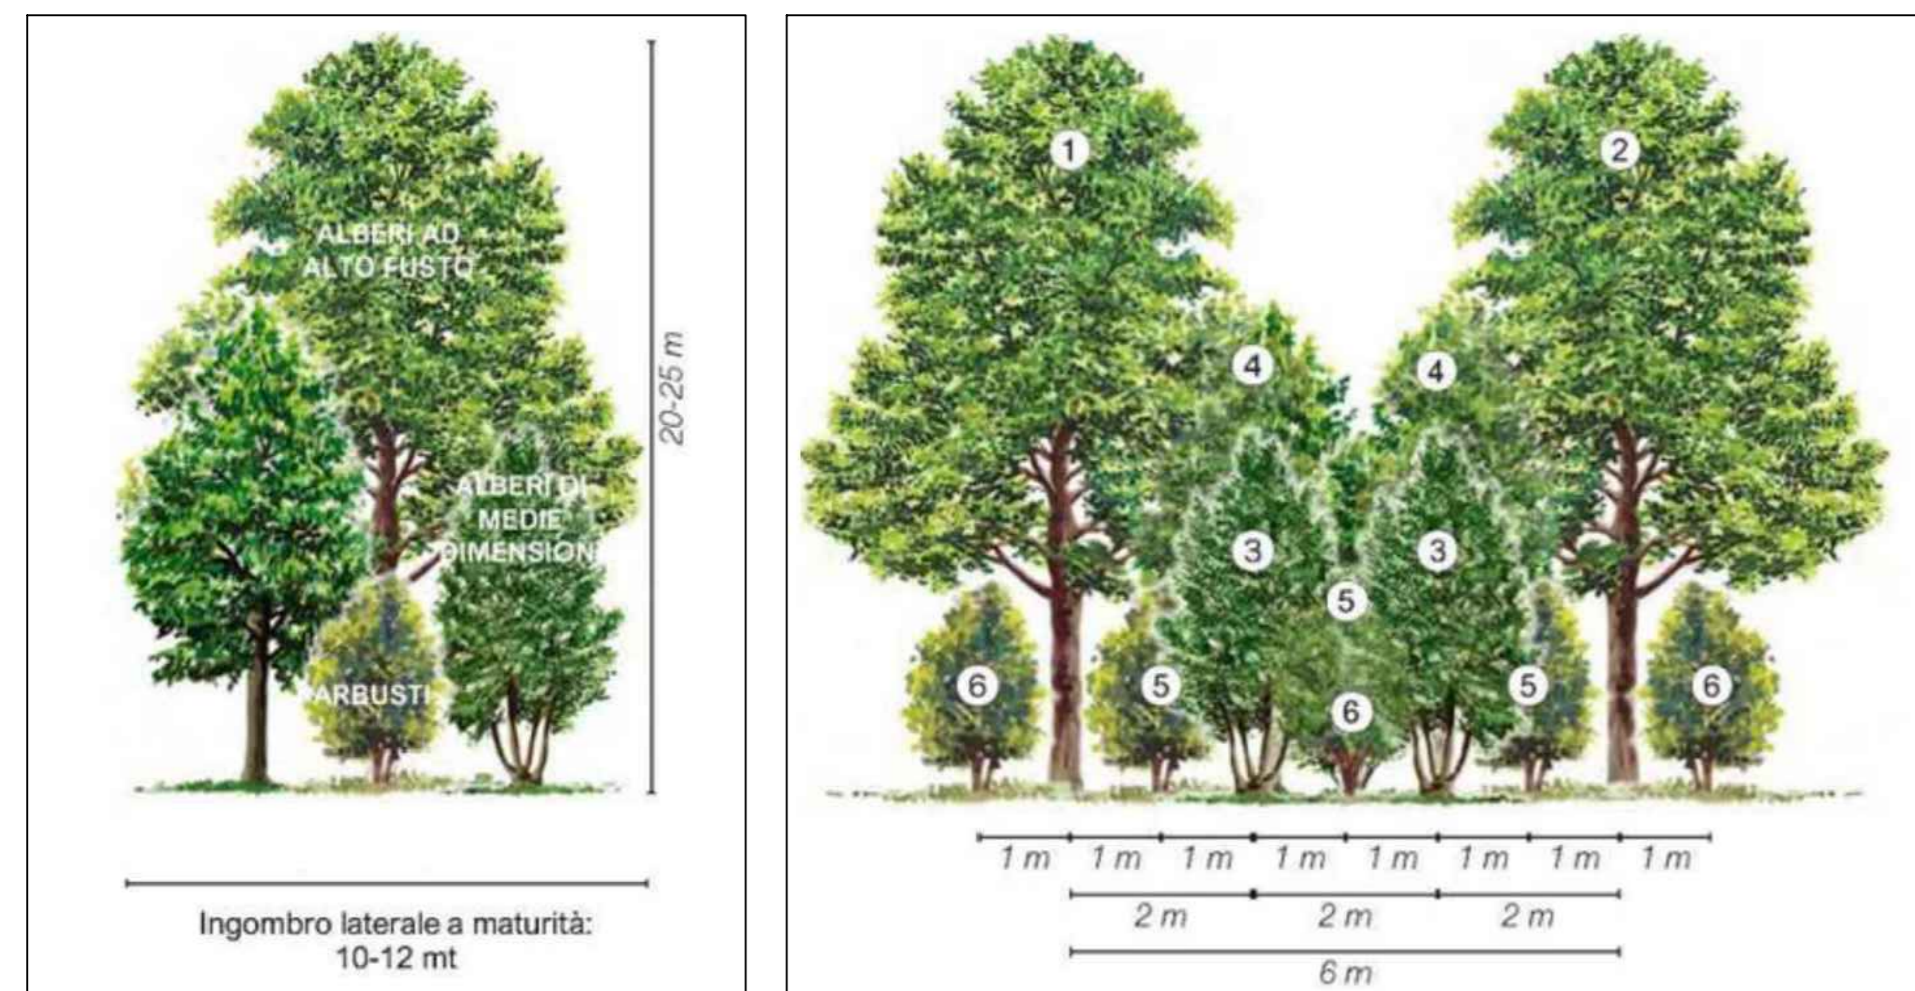 ALBERI AD
ALTO FUSTO
20-25 m
ALBERI DI
MEDIE
DIMENSIONI
ARBUSTI
Ingombro laterale a maturità:
10-12 mt
1 2
4 4
3 3
5
6 5 5 6
6
1 m 1 m 1 m 1 m 1 m 1 m 1 m 1 m
2 m 2 m 2 m
6 m